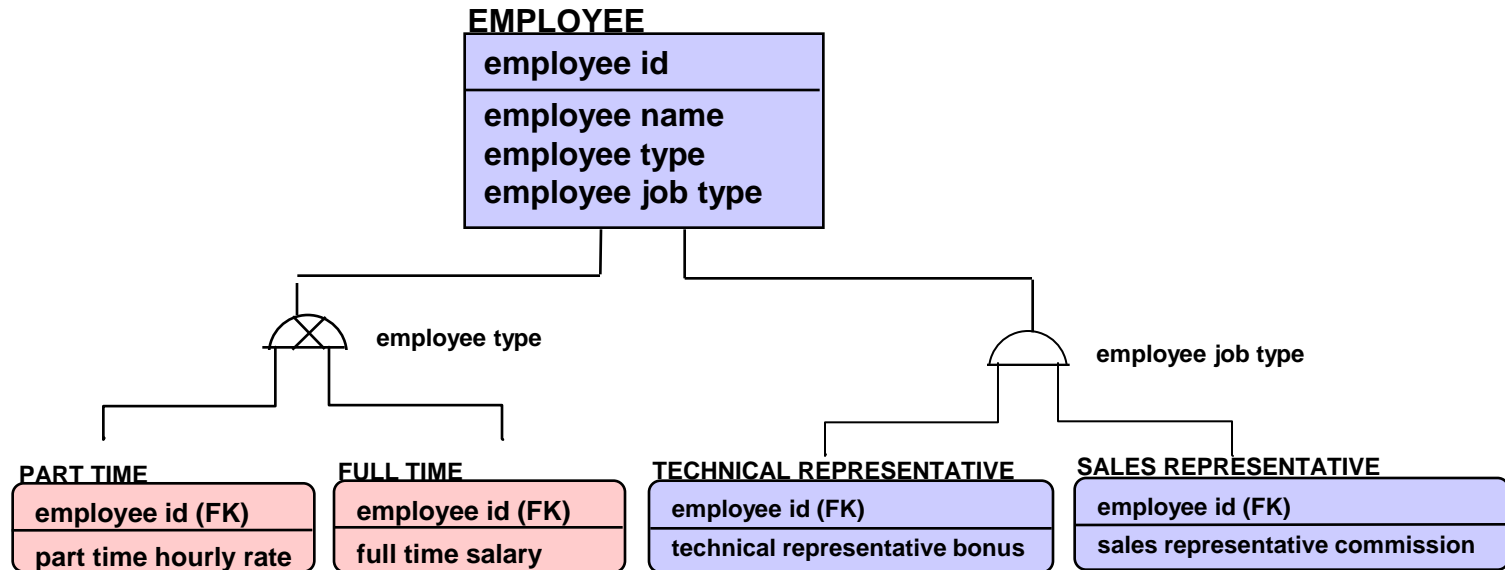 EMPLOYEE
employee id
employee name
employee type
employee job type
employee type
employee job type
PART TIME
employee id (FK)
part time hourly rate
FULL TIME
employee id (FK)
full time salary
TECHNICAL REPRESENTATIVE
employee id (FK)
technical representative bonus
SALES REPRESENTATIVE
employee id (FK)
sales representative commission